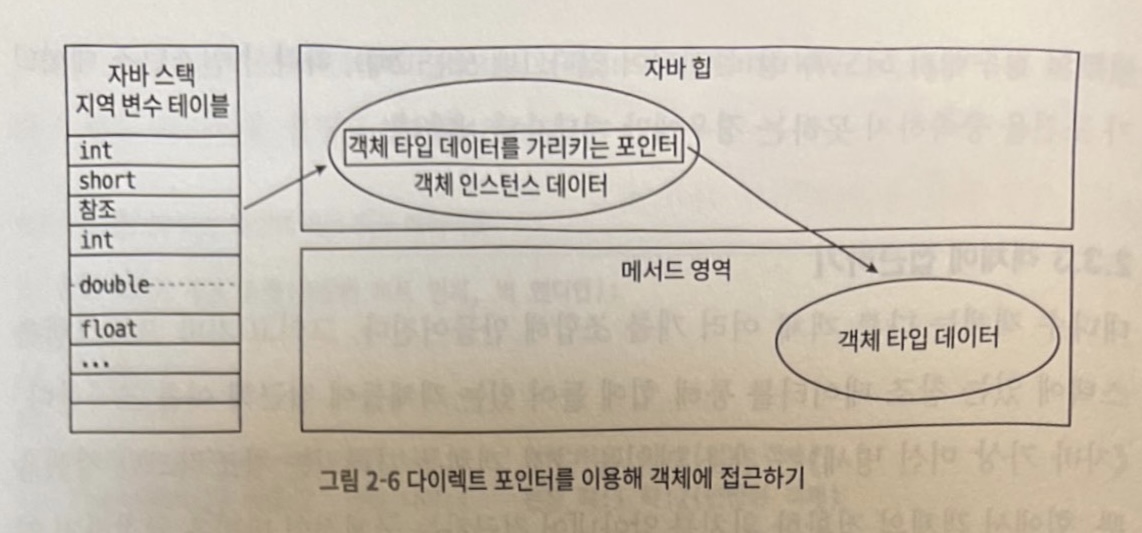 자바 스택
지역 변수 테이블
int
short
참조
int
double
float
...
자바 힙
객체 타입 데이터를 가리키는 포인터
객체 인스턴스 데이터
메서드 영역
객체 타입 데이터
그림 2-6 다이렉트 포인터를 이용해 객체에 접근하기